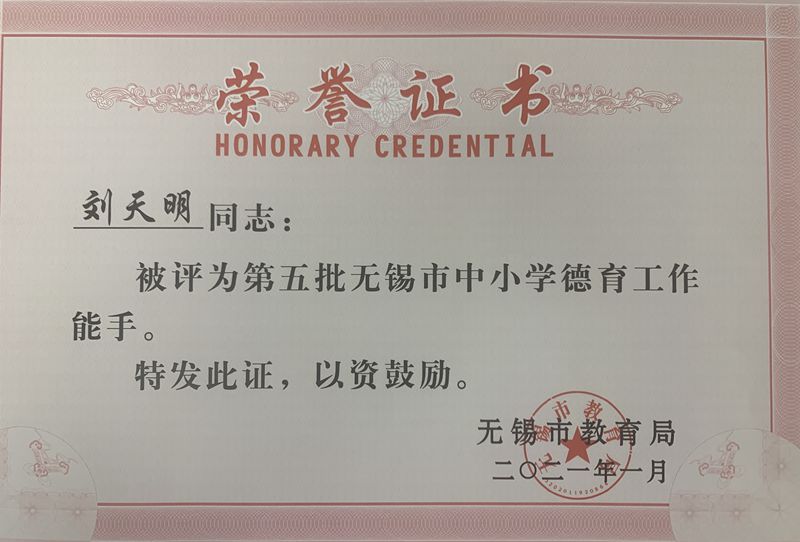 荣誉证书
HONORARY CREDENTIAL
刘天明同志：
被评为第五批无锡市中小学德育工作
能手。
特发此证，以资鼓励。
无锡市教育局
二〇二一年一月